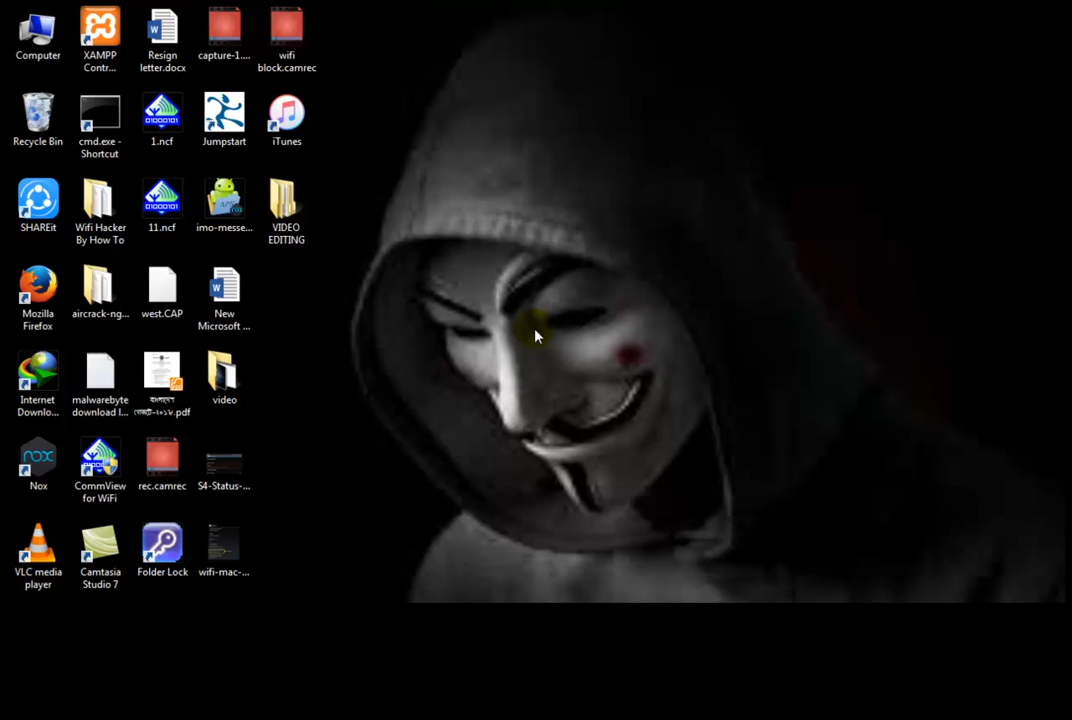 Computer
XAMPP
Contr...
Resign
letter.docx
capture-1....
wifi
block.camrec
Recycle Bin
cmd.exe -
Shortcut
1.ncf
Jumpstart
iTunes
SHAREit
Wifi Hacker
By How To
11.ncf
imo-messe...
VIDEO
EDITING
Mozilla
Firefox
aircrack-ng...
west.CAP
New
Microsoft ...
Internet
Downlo...
malwarebyte
download l...
বাংলাদেশ
গেজেট-২০১৮.pdf
video
Nox
CommView
for WiFi
rec.camrec
S4-Status-...
VLC media
player
Camtasia
Studio 7
Folder Lock
wifi-mac-...